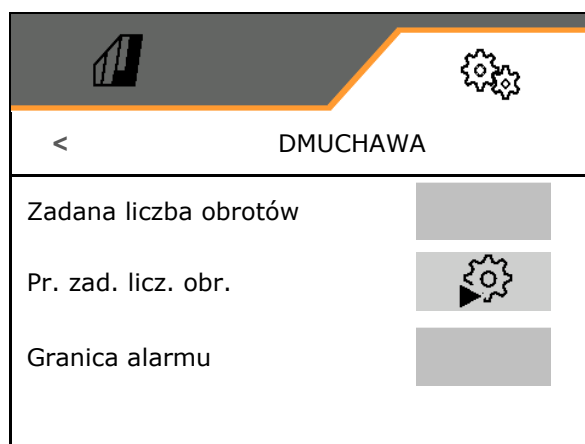 < DMUCHAWA
Zadana liczba obrotów
Pr. zad. licz. obr.
Granica alarmu